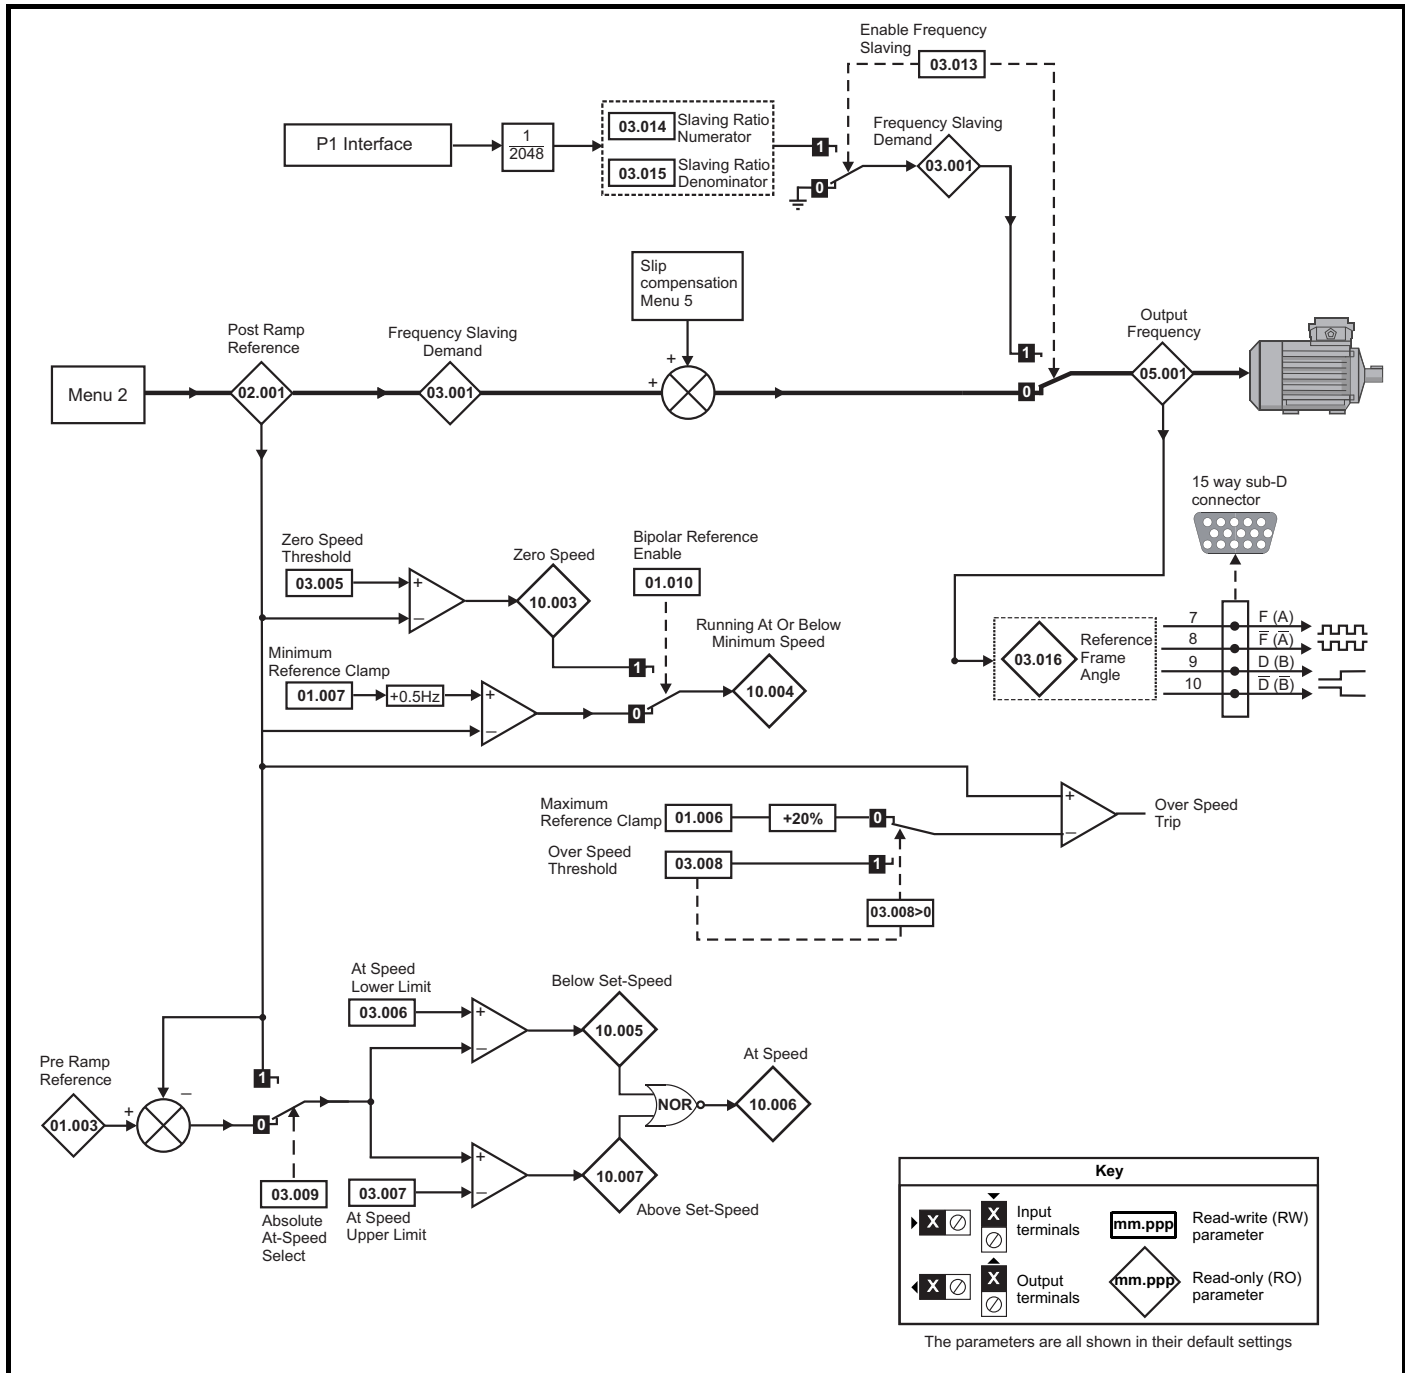 Enable Frequency
Slaving
03.013
P1 Interface
1
2048
03.014
Slaving Ratio
Numerator
03.015
Slaving Ratio
Denominator
1
0
Frequency Slaving
Demand
03.001
Slip
compensation
Menu 5
Menu 2
Post Ramp
Reference
02.001
Frequency Slaving
Demand
03.001
+
+
1
0
Output
Frequency
05.001
15 way sub-D
connector
Zero Speed
Threshold
03.005
+
−
Zero Speed
10.003
Bipolar Reference
Enable
01.010
Running At Or Below
Minimum Speed
10.004
1
0
Minimum
Reference Clamp
01.007
+0.5Hz
+
−
03.016
Reference
Frame
Angle
7
F (A)
8
F̅ (A̅)
9
D (B)
10
D̅ (B̅)
Maximum
Reference Clamp
01.006
+20%
0
Over Speed
Threshold
03.008
1
03.008>0
+
−
Over Speed
Trip
At Speed
Lower Limit
03.006
+
−
Below Set-Speed
10.005
Pre Ramp
Reference
01.003
+
−
1
0
03.009
Absolute
At-Speed
Select
03.007
At Speed
Upper Limit
+
−
10.007
Above Set-Speed
NOR
At Speed
10.006
Key
X
X
Input
terminals
mm.ppp
Read-write (RW)
parameter
X
X
Output
terminals
mm.ppp
Read-only (RO)
parameter
The parameters are all shown in their default settings